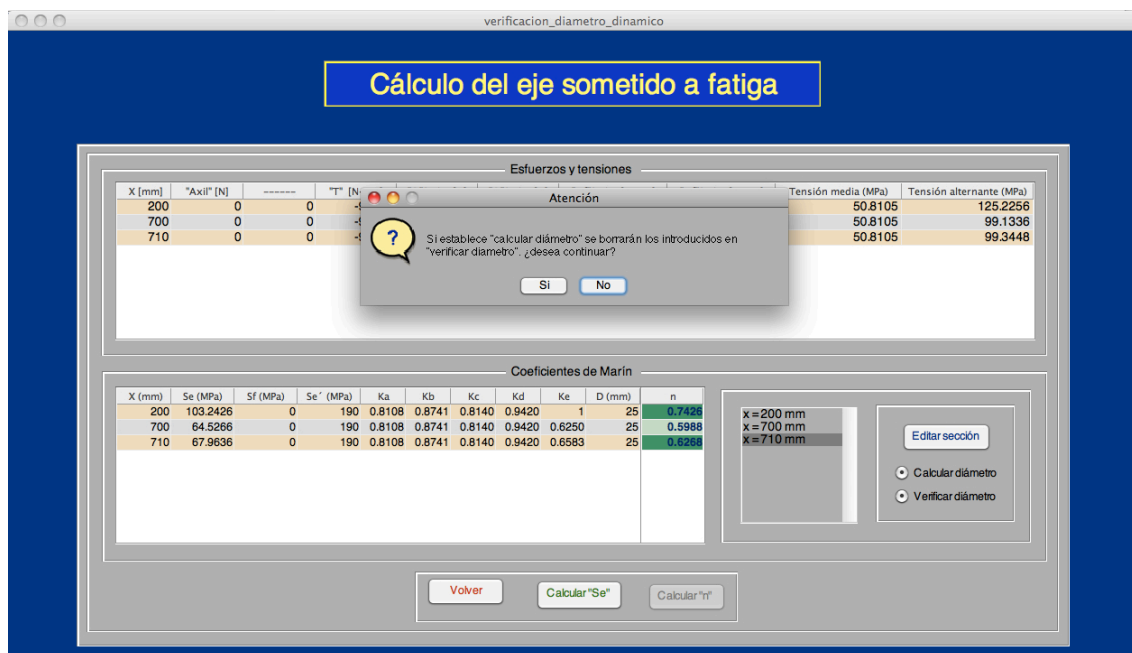 verificacion_diametro_dinamico
Cálculo del eje sometido a fatiga
Esfuerzos y tensiones
X [mm] "Axil" [N] ------ "T" [N Tensión media (MPa) Tensión alternante (MPa)
200 0 0 50.8105 125.2256
700 0 0 50.8105 99.1336
710 0 0 50.8105 99.3448
Atención
?
Si establece "calcular diámetro" se borrarán los introducidos en
"verificar diametro". ¿desea continuar?
Si No
Coeficientes de Marín
X (mm) Se (MPa) Sf (MPa) Se´ (MPa) Ka Kb Kc Kd Ke D (mm) n
200 103.2426 0 190 0.8108 0.8741 0.8140 0.9420 1 25 0.7426
700 64.5266 0 190 0.8108 0.8741 0.8140 0.9420 0.6250 25 0.5988
710 67.9636 0 190 0.8108 0.8741 0.8140 0.9420 0.6583 25 0.6268
x=200 mm
x=700 mm
x=710 mm
Editar sección
Calcular diámetro
Verificar diámetro
Volver Calcular "Se" Calcular "n"